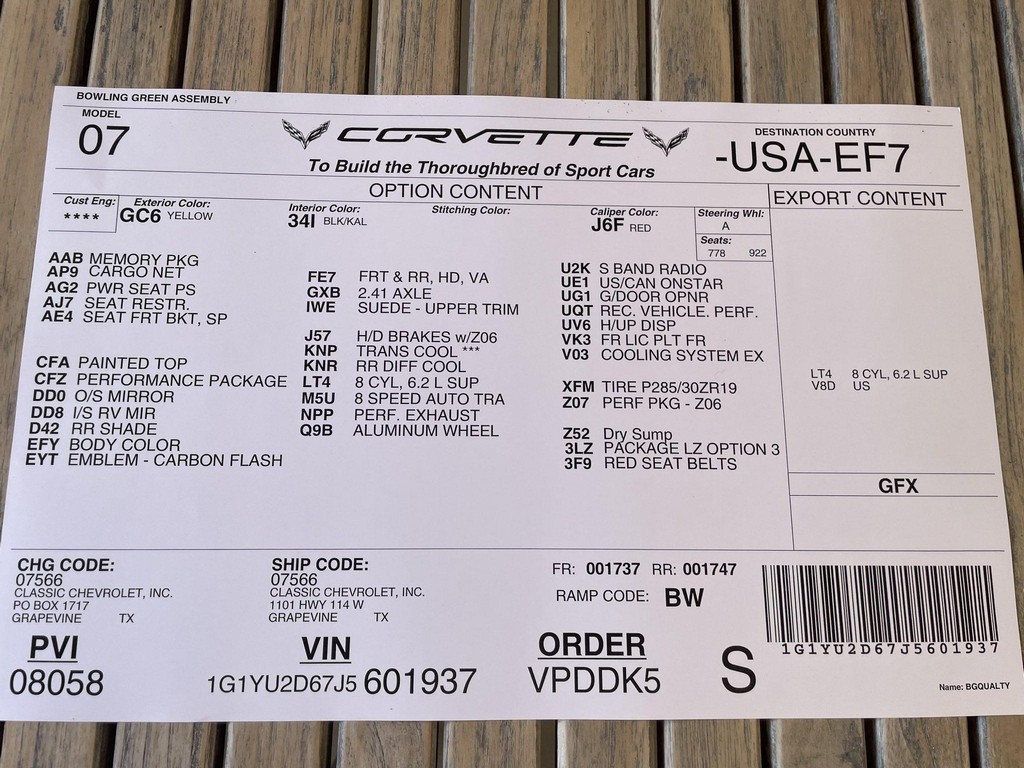 BOWLING GREEN ASSEMBLY
MODEL
07
CORVETTE
To Build the Thoroughbred of Sport Cars
DESTINATION COUNTRY
-USA-EF7
OPTION CONTENT
EXPORT CONTENT
Cust Eng:
****
Exterior Color:
GC6 YELLOW
Interior Color:
34I BLK/KAL
Stitching Color:
Caliper Color:
J6F RED
Steering Whl:
A
Seats:
778 922
AAB MEMORY PKG
AP9 CARGO NET
AG2 PWR SEAT PS
AJ7 SEAT RESTR.
AE4 SEAT FRT BKT, SP
CFA PAINTED TOP
CFZ PERFORMANCE PACKAGE
DD0 O/S MIRROR
DD8 I/S RV MIR
D42 RR SHADE
EFY BODY COLOR
EYT EMBLEM - CARBON FLASH
FE7 FRT & RR, HD, VA
GXB 2.41 AXLE
IWE SUEDE - UPPER TRIM
J57 H/D BRAKES w/Z06
KNP TRANS COOL ***
KNR RR DIFF COOL
LT4 8 CYL, 6.2 L SUP
M5U 8 SPEED AUTO TRA
NPP PERF. EXHAUST
Q9B ALUMINUM WHEEL
U2K S BAND RADIO
UE1 US/CAN ONSTAR
UG1 G/DOOR OPNR
UQT REC. VEHICLE. PERF.
UV6 H/UP DISP
VK3 FR LIC PLT FR
V03 COOLING SYSTEM EX
XFM TIRE P285/30ZR19
Z07 PERF PKG - Z06
Z52 Dry Sump
3LZ PACKAGE LZ OPTION 3
3F9 RED SEAT BELTS
LT4 8 CYL, 6.2 L SUP
V8D US
GFX
CHG CODE:
07566
CLASSIC CHEVROLET, INC.
PO BOX 1717
GRAPEVINE TX
SHIP CODE:
07566
CLASSIC CHEVROLET, INC.
1101 HWY 114 W
GRAPEVINE TX
FR: 001737 RR: 001747
RAMP CODE: BW
PVI
08058
VIN
1G1YU2D67J5 601937
ORDER
VPDDK5
S
1G1YU2D67J5601937
Name: BGQUALTY